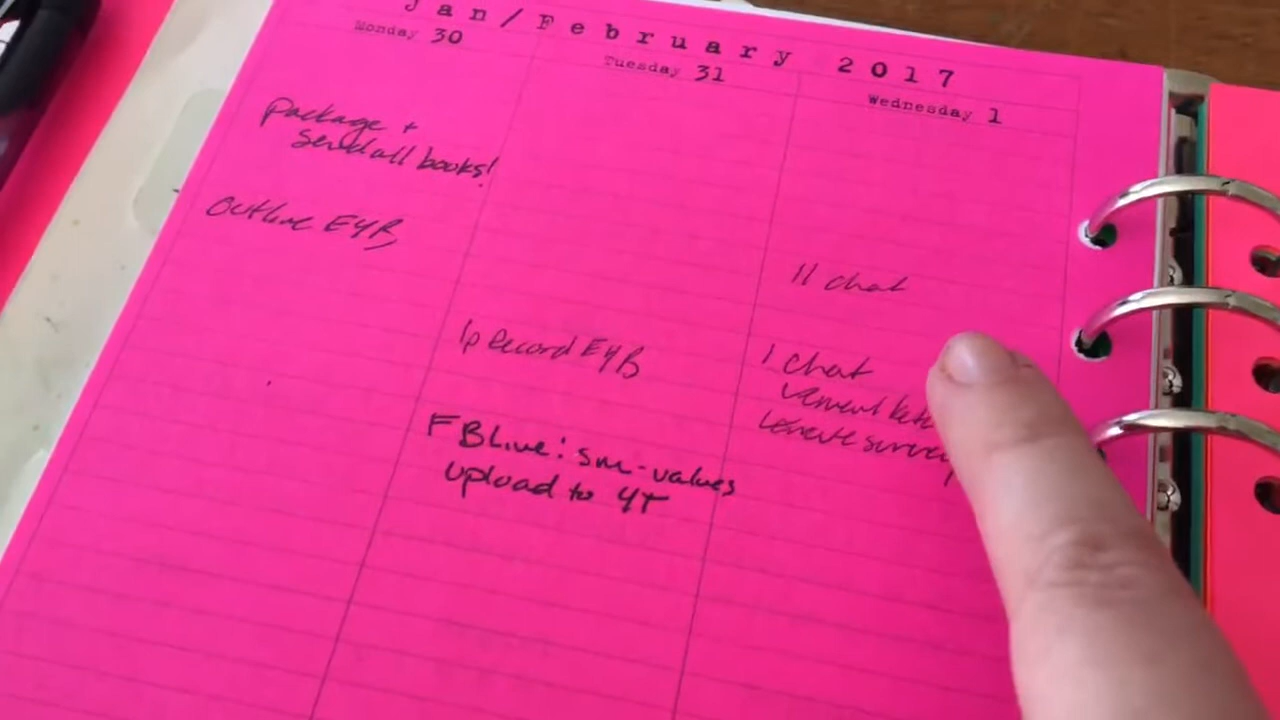 Jan/February 2017
Monday 30
Package +
send all books!
outline EYB
Tuesday 31
1p Record EYB
FB Live: sm-values
upload to YT
Wednesday 1
11 chat
1 chat